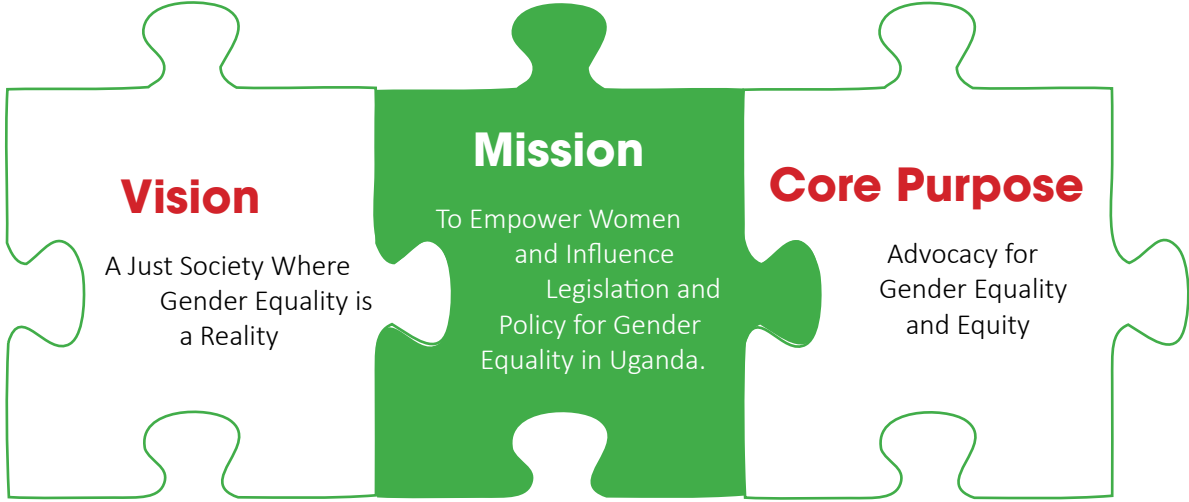 Vision
A Just Society Where
Gender Equality is
a Reality
Mission
To Empower Women
and Influence
Legislation and
Policy for Gender
Equality in Uganda.
Core Purpose
Advocacy for
Gender Equality
and Equity